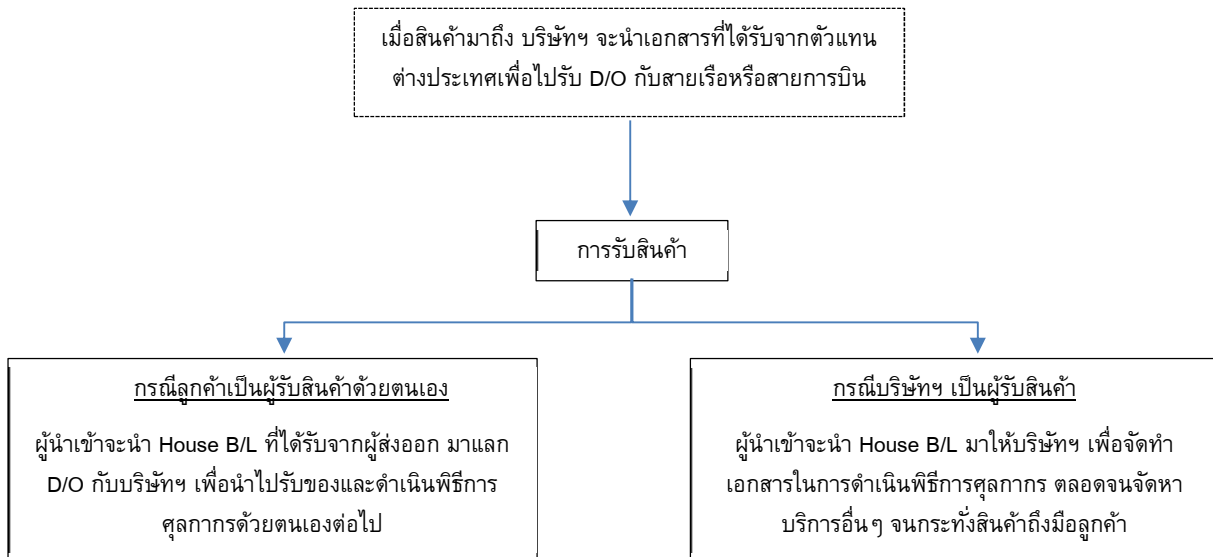 เมื่อสินค้ามาถึง บริษัทฯ จะนำเอกสารที่ได้รับจากตัวแทน
ต่างประเทศเพื่อไปรับ D/O กับสายเรือหรือสายการบิน
การรับสินค้า
กรณีลูกค้าเป็นผู้รับสินค้าด้วยตนเอง
ผู้นำเข้าจะนำ House B/L ที่ได้รับจากผู้ส่งออก มาแลก
D/O กับบริษัทฯ เพื่อนำไปรับของและดำเนินพิธีการ
ศุลกากรด้วยตนเองต่อไป
กรณีบริษัทฯ เป็นผู้รับสินค้า
ผู้นำเข้าจะนำ House B/L มาให้บริษัทฯ เพื่อจัดทำ
เอกสารในการดำเนินพิธีการศุลกากร ตลอดจนจัดหา
บริการอื่นๆ จนกระทั่งสินค้าถึงมือลูกค้า